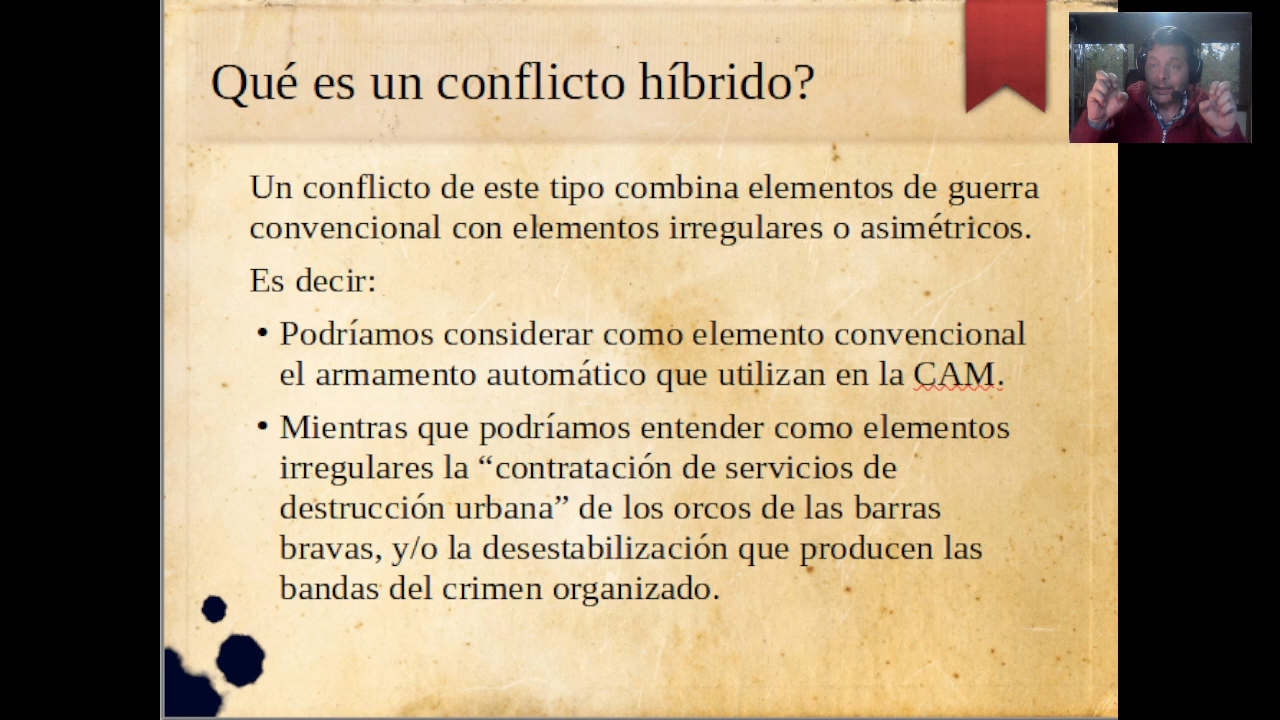 Qué es un conflicto híbrido?
Un conflicto de este tipo combina elementos de guerra
convencional con elementos irregulares o asimétricos.
Es decir:
• Podríamos considerar como elemento convencional
el armamento automático que utilizan en la CAM.
• Mientras que podríamos entender como elementos
irregulares la “contratación de servicios de
destrucción urbana” de los orcos de las barras
bravas, y/o la desestabilización que producen las
bandas del crimen organizado.